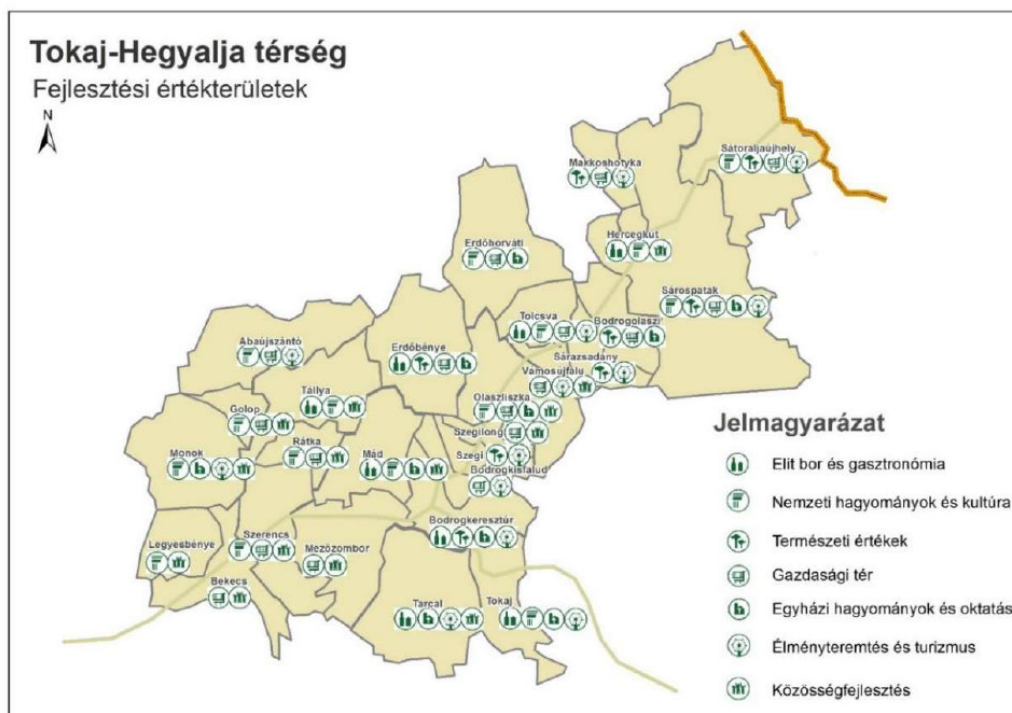 Tokaj-Hegyalja térség
Fejlesztési értékterületek
N
Sátoraljaújhely
Makkoshotyka
Hercegkút
Erdőhorváti
Sárospatak
Tolcsva
Bodrogolaszi
Abaújszántó
Erdőbénye
Sárazsadány
Vámosújfalu
Tállya
Olaszliszka
Golop
Szegilong
Rátka
Mád
Szegi
Monok
Bodrogkisfalud
Bodrogkeresztúr
Legyesbénye
Szerencs
Mezőzombor
Bekecs
Tarcal
Tokaj
Jelmagyarázat
Elit bor és gasztronómia
Nemzeti hagyományok és kultúra
Természeti értékek
Gazdasági tér
Egyházi hagyományok és oktatás
Élményteremtés és turizmus
Közösségfejlesztés